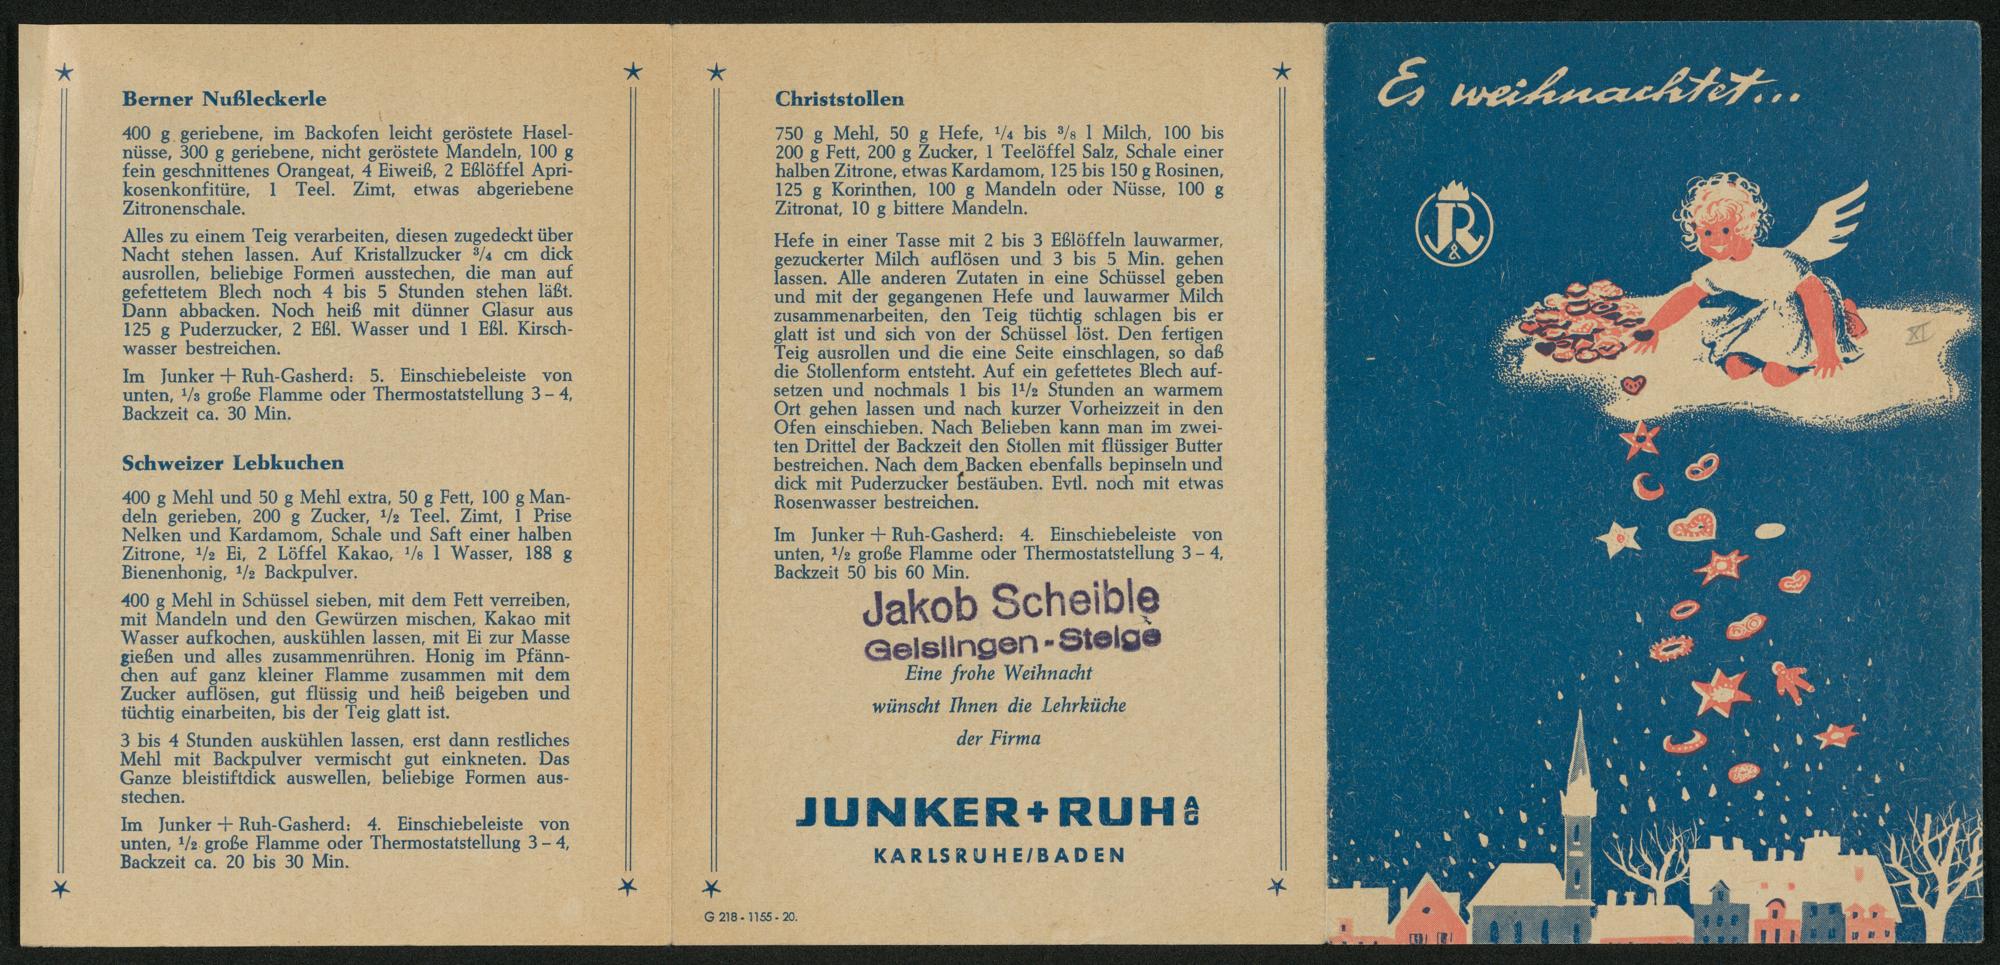 Berner Nußleckerle
400 g geriebene, im Backofen leicht geröstete Hasel-
nüsse, 300 g geriebene, nicht geröstete Mandeln, 100 g
fein geschnittenes Orangeat, 4 Eiweiß, 2 Eßlöffel Apri-
kosenkonfitüre, 1 Teel. Zimt, etwas abgeriebene
Zitronenschale.
Alles zu einem Teig verarbeiten, diesen zugedeckt über
Nacht stehen lassen. Auf Kristallzucker ³/₄ cm dick
ausrollen, beliebige Formen ausstechen, die man auf
gefettetem Blech noch 4 bis 5 Stunden stehen läßt.
Dann abbacken. Noch heiß mit dünner Glasur aus
125 g Puderzucker, 2 Eßl. Wasser und 1 Eßl. Kirsch-
wasser bestreichen.
Im Junker + Ruh-Gasherd: 5. Einschiebeleiste von
unten, ¹/₃ große Flamme oder Thermostatstellung 3 – 4,
Backzeit ca. 30 Min.
Schweizer Lebkuchen
400 g Mehl und 50 g Mehl extra, 50 g Fett, 100 g Man-
deln gerieben, 200 g Zucker, ¹/₂ Teel. Zimt, 1 Prise
Nelken und Kardamom, Schale und Saft einer halben
Zitrone, ¹/₂ Ei, 2 Löffel Kakao, ¹/₈ l Wasser, 188 g
Bienenhonig, ¹/₂ Backpulver.
400 g Mehl in Schüssel sieben, mit dem Fett verreiben,
mit Mandeln und den Gewürzen mischen, Kakao mit
Wasser aufkochen, auskühlen lassen, mit Ei zur Masse
gießen und alles zusammenrühren. Honig im Pfänn-
chen auf ganz kleiner Flamme zusammen mit dem
Zucker auflösen, gut flüssig und heiß beigeben und
tüchtig einarbeiten, bis der Teig glatt ist.
3 bis 4 Stunden auskühlen lassen, erst dann restliches
Mehl mit Backpulver vermischt gut einkneten. Das
Ganze bleistiftdick auswellen, beliebige Formen aus-
stechen.
Im Junker + Ruh-Gasherd: 4. Einschiebeleiste von
unten, ¹/₂ große Flamme oder Thermostatstellung 3 – 4,
Backzeit ca. 20 bis 30 Min.
Christstollen
750 g Mehl, 50 g Hefe, ¹/₄ bis ³/₈ l Milch, 100 bis
200 g Fett, 200 g Zucker, 1 Teelöffel Salz, Schale einer
halben Zitrone, etwas Kardamom, 125 bis 150 g Rosinen,
125 g Korinthen, 100 g Mandeln oder Nüsse, 100 g
Zitronat, 10 g bittere Mandeln.
Hefe in einer Tasse mit 2 bis 3 Eßlöffeln lauwarmer,
gezuckerter Milch auflösen und 3 bis 5 Min. gehen
lassen. Alle anderen Zutaten in eine Schüssel geben
und mit der gegangenen Hefe und lauwarmer Milch
zusammenarbeiten, den Teig tüchtig schlagen bis er
glatt ist und sich von der Schüssel löst. Den fertigen
Teig ausrollen und die eine Seite einschlagen, so daß
die Stollenform entsteht. Auf ein gefettetes Blech auf-
setzen und nochmals 1 bis 1¹/₂ Stunden an warmem
Ort gehen lassen und nach kurzer Vorheizzeit in den
Ofen einschieben. Nach Belieben kann man im zwei-
ten Drittel der Backzeit den Stollen mit flüssiger Butter
bestreichen. Nach dem Backen ebenfalls bepinseln und
dick mit Puderzucker bestäuben. Evtl. noch mit etwas
Rosenwasser bestreichen.
Im Junker + Ruh-Gasherd: 4. Einschiebeleiste von
unten, ¹/₂ große Flamme oder Thermostatstellung 3 – 4,
Backzeit 50 bis 60 Min.
Jakob Scheible
Geislingen-Steige
Eine frohe Weihnacht
wünscht Ihnen die Lehrküche
der Firma
JUNKER+RUH AG
KARLSRUHE/BADEN
G 218 - 1155 - 20.
Es weihnachtet...
J&R
XI